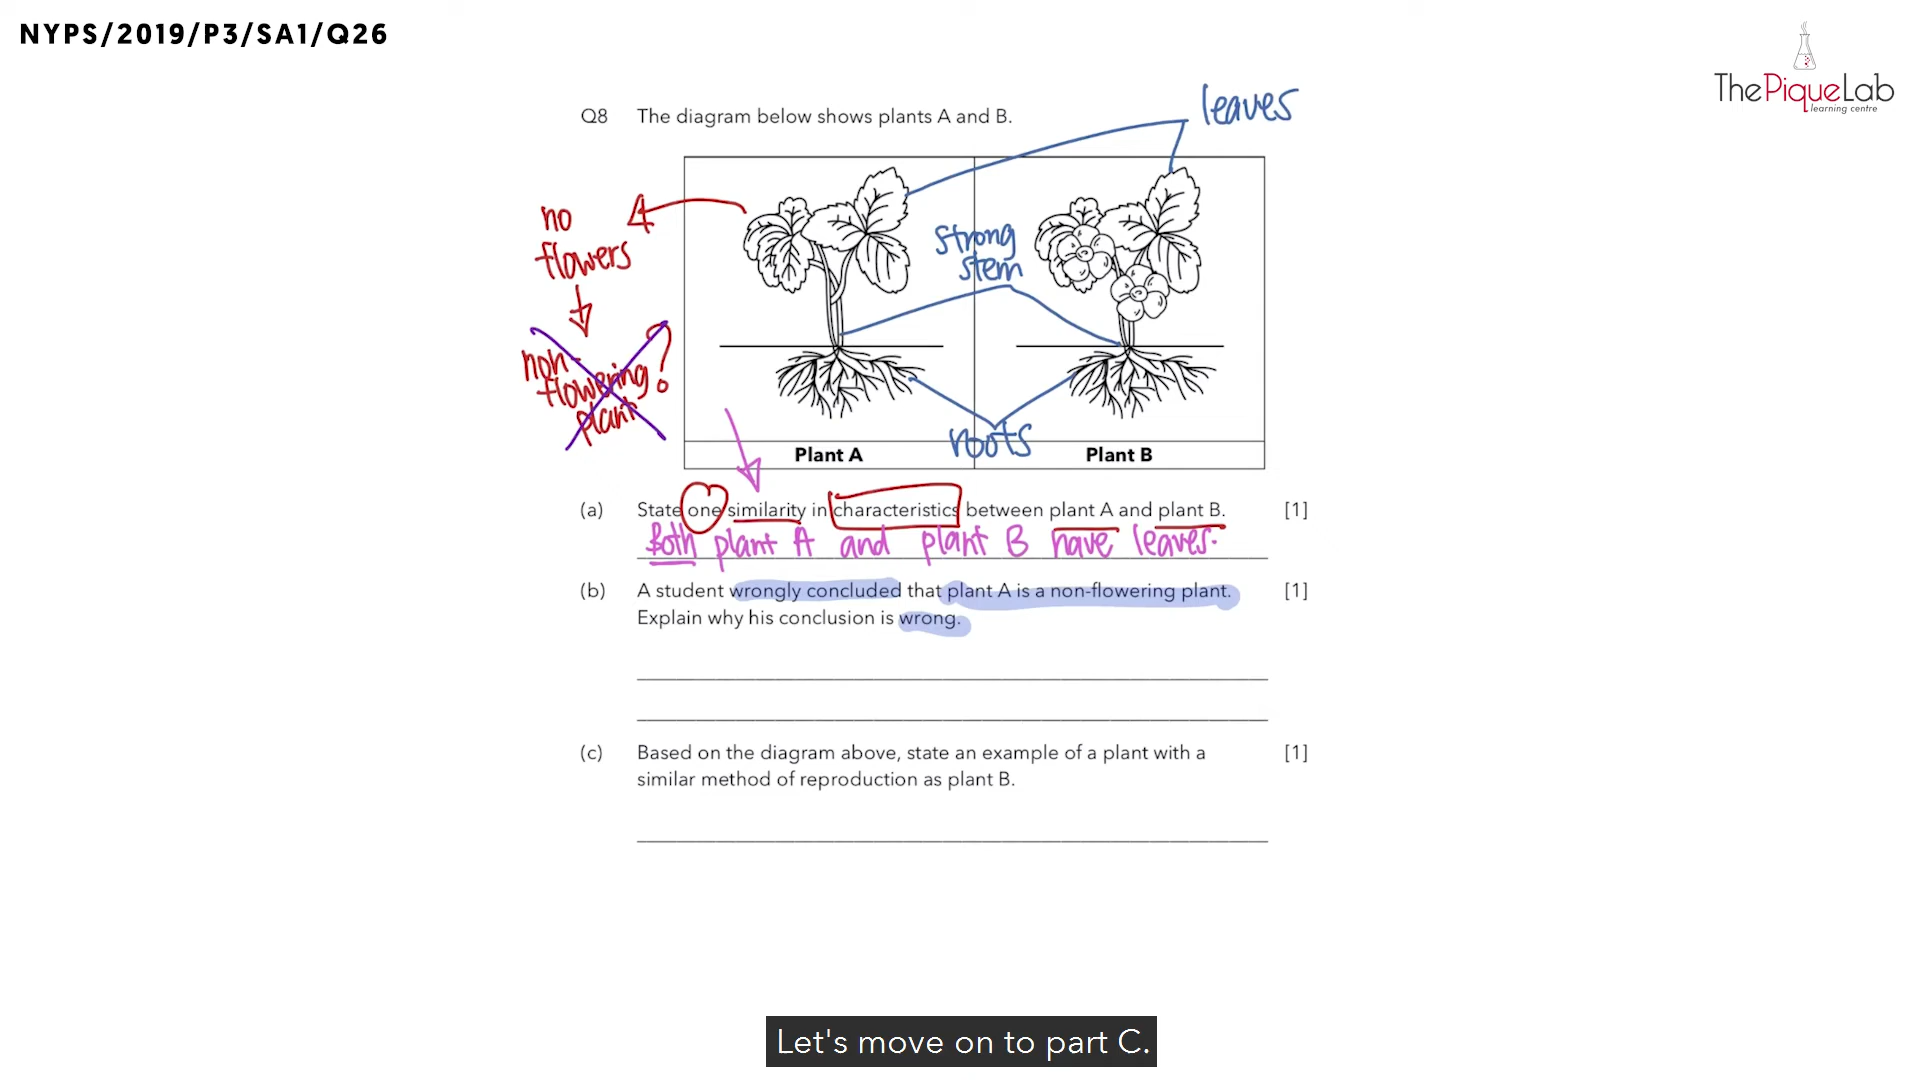 NYPS/2019/P3/SA1/Q26
ThePiqueLab
learning centre
Q8 The diagram below shows plants A and B.
leaves
no
flowers
non-
flowering?
plant
strong
stem
roots
Plant A Plant B
(a) State one similarity in characteristics between plant A and plant B. [1]
Both plant A and plant B have leaves.
(b) A student wrongly concluded that plant A is a non-flowering plant. [1]
Explain why his conclusion is wrong.
(c) Based on the diagram above, state an example of a plant with a [1]
similar method of reproduction as plant B.
Let's move on to part C.